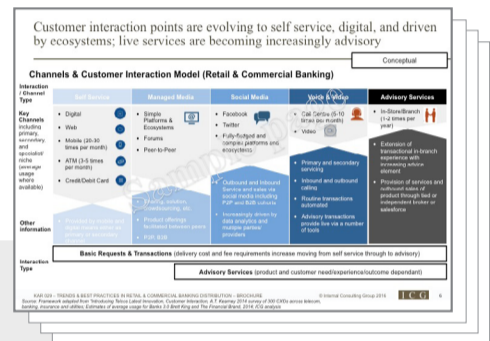 Customer interaction points are evolving to self service, digital, and driven
by ecosystems; live services are becoming increasingly advisory
Conceptual
Channels & Customer Interaction Model (Retail & Commercial Banking)
Interaction
/ Channel
Type
Self Service
Managed Media
Social Media
Voice & Video
Advisory Services
Key
Channels
including
primary,
secondary
and
specialist/
niche
(average
usage
where
available)
• Digital
• Web
• Mobile (20-30
times per month)
• ATM (3-5 times
per month)
• Credit/Debit Card
• Simple
Platforms &
Ecosystems
• Forums
• Peer-to-Peer
• Facebook
• Twitter
• Fully-fledged and
complex platforms and
ecosystems
• Call Centre (5-10
times per month)
• Video
• In-Store/Branch
(1-2 times per
year)
Other
Information
• Product offerings
facilitated between peers
• P2P, B2B
• Inbound and outbound
Service and sales via
social media including
P2P and B2B cohorts
• Increasingly driven by
data analytics and
multiple partner
providers
• Primary and secondary
servicing
• Inbound and outbound
calling
• Routine transactions
automated
• Advisory transactions
provide live via a number
of tools
• Extension of
transactional in-branch
experience with
increasing advice
element
• Provision of services and
outbound sales of
product through tied or
independent broker or
salesforce
Interaction
Type
Basic Requests & Transactions (delivery cost and fee requirements increase moving from self service through to advisory)
Advisory Services (product and customer need/experience/outcome dependant)
TRENDS & BEST PRACTICES IN RETAIL & COMMERCIAL BANKING DISTRIBUTION – BROCHURE
© Internal Consulting Group 2015
ICG
6